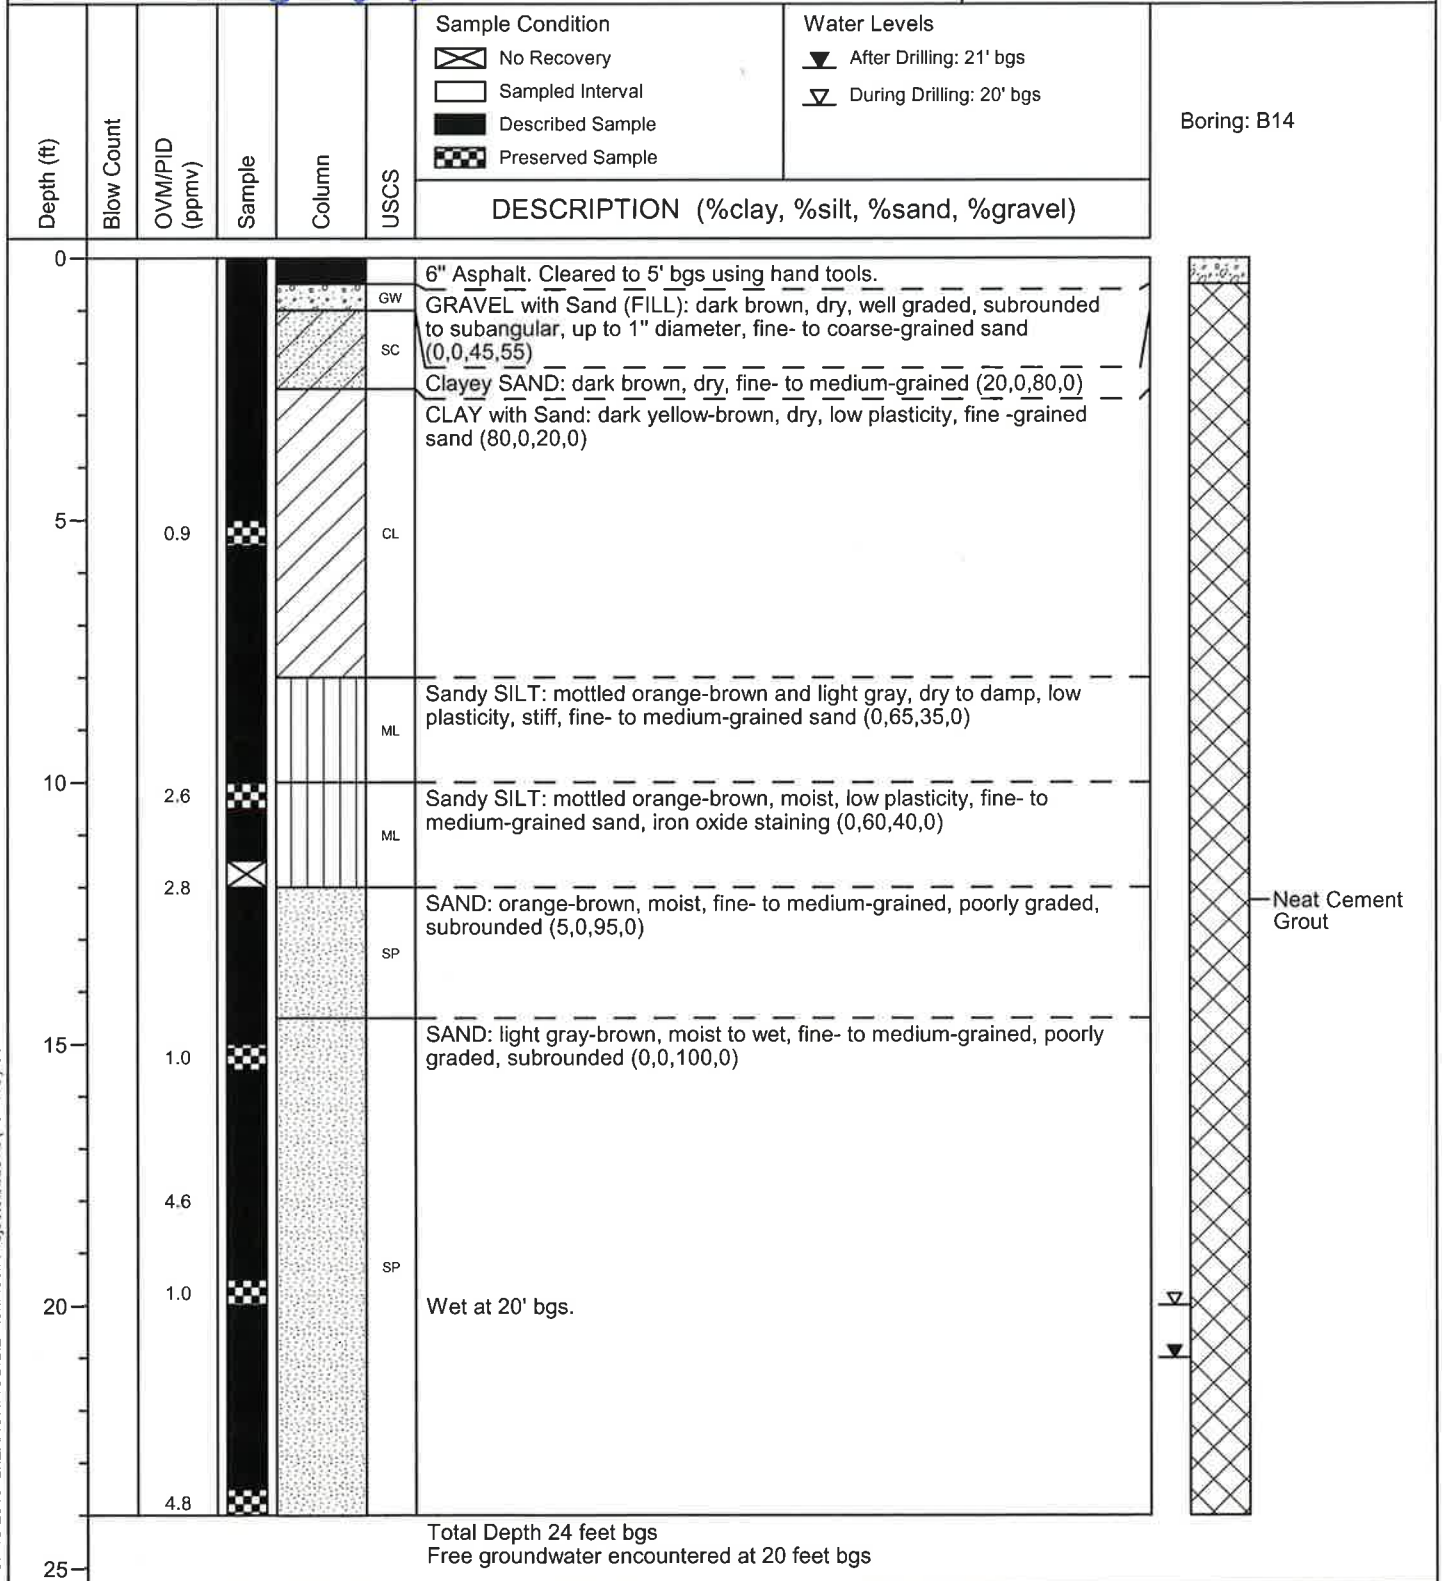 Sample Condition
No Recovery
Sampled Interval
Described Sample
Preserved Sample
Water Levels
After Drilling: 21' bgs
During Drilling: 20' bgs
Boring: B14
Depth (ft)
Blow Count
OVM/PID
(ppmv)
Sample
Column
USCS
DESCRIPTION (%clay, %silt, %sand, %gravel)
0
6" Asphalt. Cleared to 5' bgs using hand tools.
GW
GRAVEL with Sand (FILL): dark brown, dry, well graded, subrounded
to subangular, up to 1" diameter, fine- to coarse-grained sand
(0,0,45,55)
SC
Clayey SAND: dark brown, dry, fine- to medium-grained (20,0,80,0)
CLAY with Sand: dark yellow-brown, dry, low plasticity, fine -grained
sand (80,0,20,0)
5
0.9
CL
Sandy SILT: mottled orange-brown and light gray, dry to damp, low
plasticity, stiff, fine- to medium-grained sand (0,65,35,0)
ML
10
2.6
Sandy SILT: mottled orange-brown, moist, low plasticity, fine- to
medium-grained sand, iron oxide staining (0,60,40,0)
ML
2.8
SAND: orange-brown, moist, fine- to medium-grained, poorly graded,
subrounded (5,0,95,0)
SP
Neat Cement
Grout
15
1.0
SAND: light gray-brown, moist to wet, fine- to medium-grained, poorly
graded, subrounded (0,0,100,0)
4.6
SP
1.0
20
Wet at 20' bgs.
4.8
Total Depth 24 feet bgs
Free groundwater encountered at 20 feet bgs
25